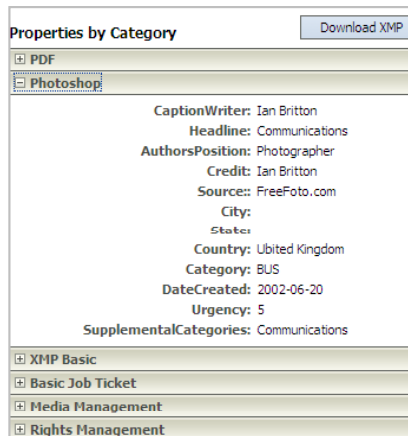 Properties by Category
Download XMP
PDF
Photoshop
CaptionWriter: Ian Britton
Headline: Communications
AuthorsPosition: Photographer
Credit: Ian Britton
Source:: FreeFoto.com
City:
State:
Country: Ubited Kingdom
Category: BUS
DateCreated: 2002-06-20
Urgency: 5
SupplementalCategories: Communications
XMP Basic
Basic Job Ticket
Media Management
Rights Management